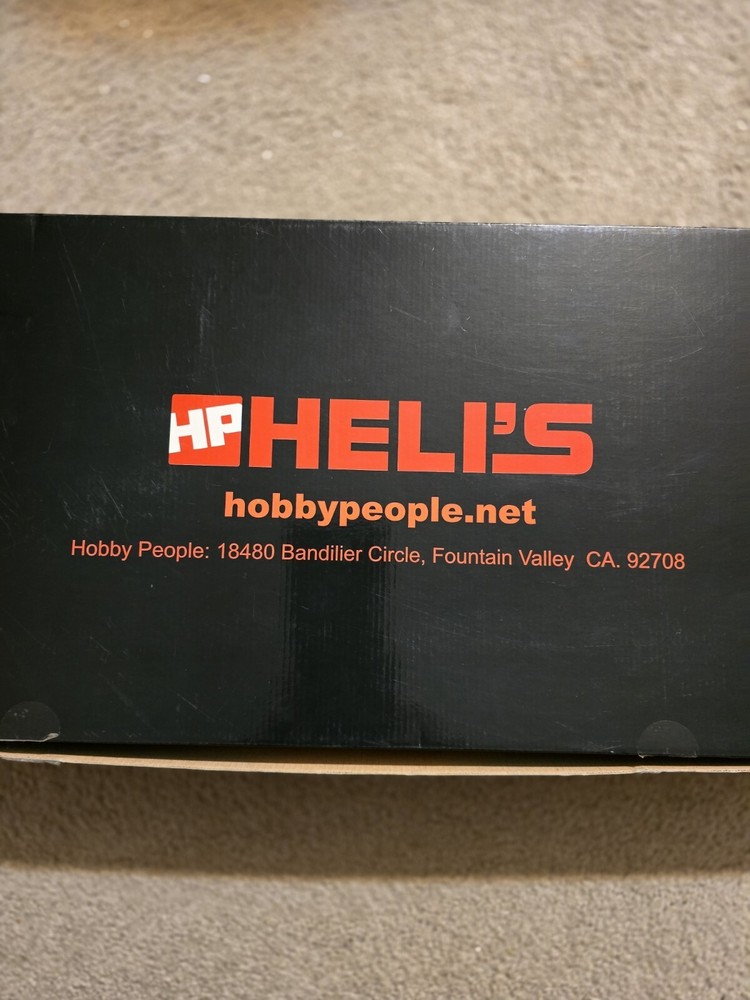 HP HELI'S
hobbypeople.net
Hobby People: 18480 Bandilier Circle, Fountain Valley CA. 92708